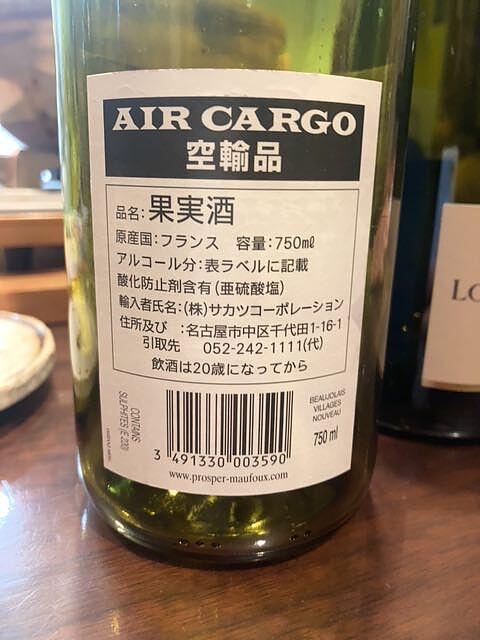 AIR CARGO
空輸品
品名:果実酒
原産国:フランス 容量:750mℓ
アルコール分:表ラベルに記載
酸化防止剤含有(亜硫酸塩)
輸入者氏名:(株)サカツコーポレーション
住所及び :名古屋市中区千代田1-16-1
引取先 052-242-1111(代)
飲酒は20歳になってから
CONTAINS
SULPHITES (E 220)
3 491330 003590
BEAUJOLAIS
VILLAGES
NOUVEAU
750 ml
www.prosper-maufoux.com
LO